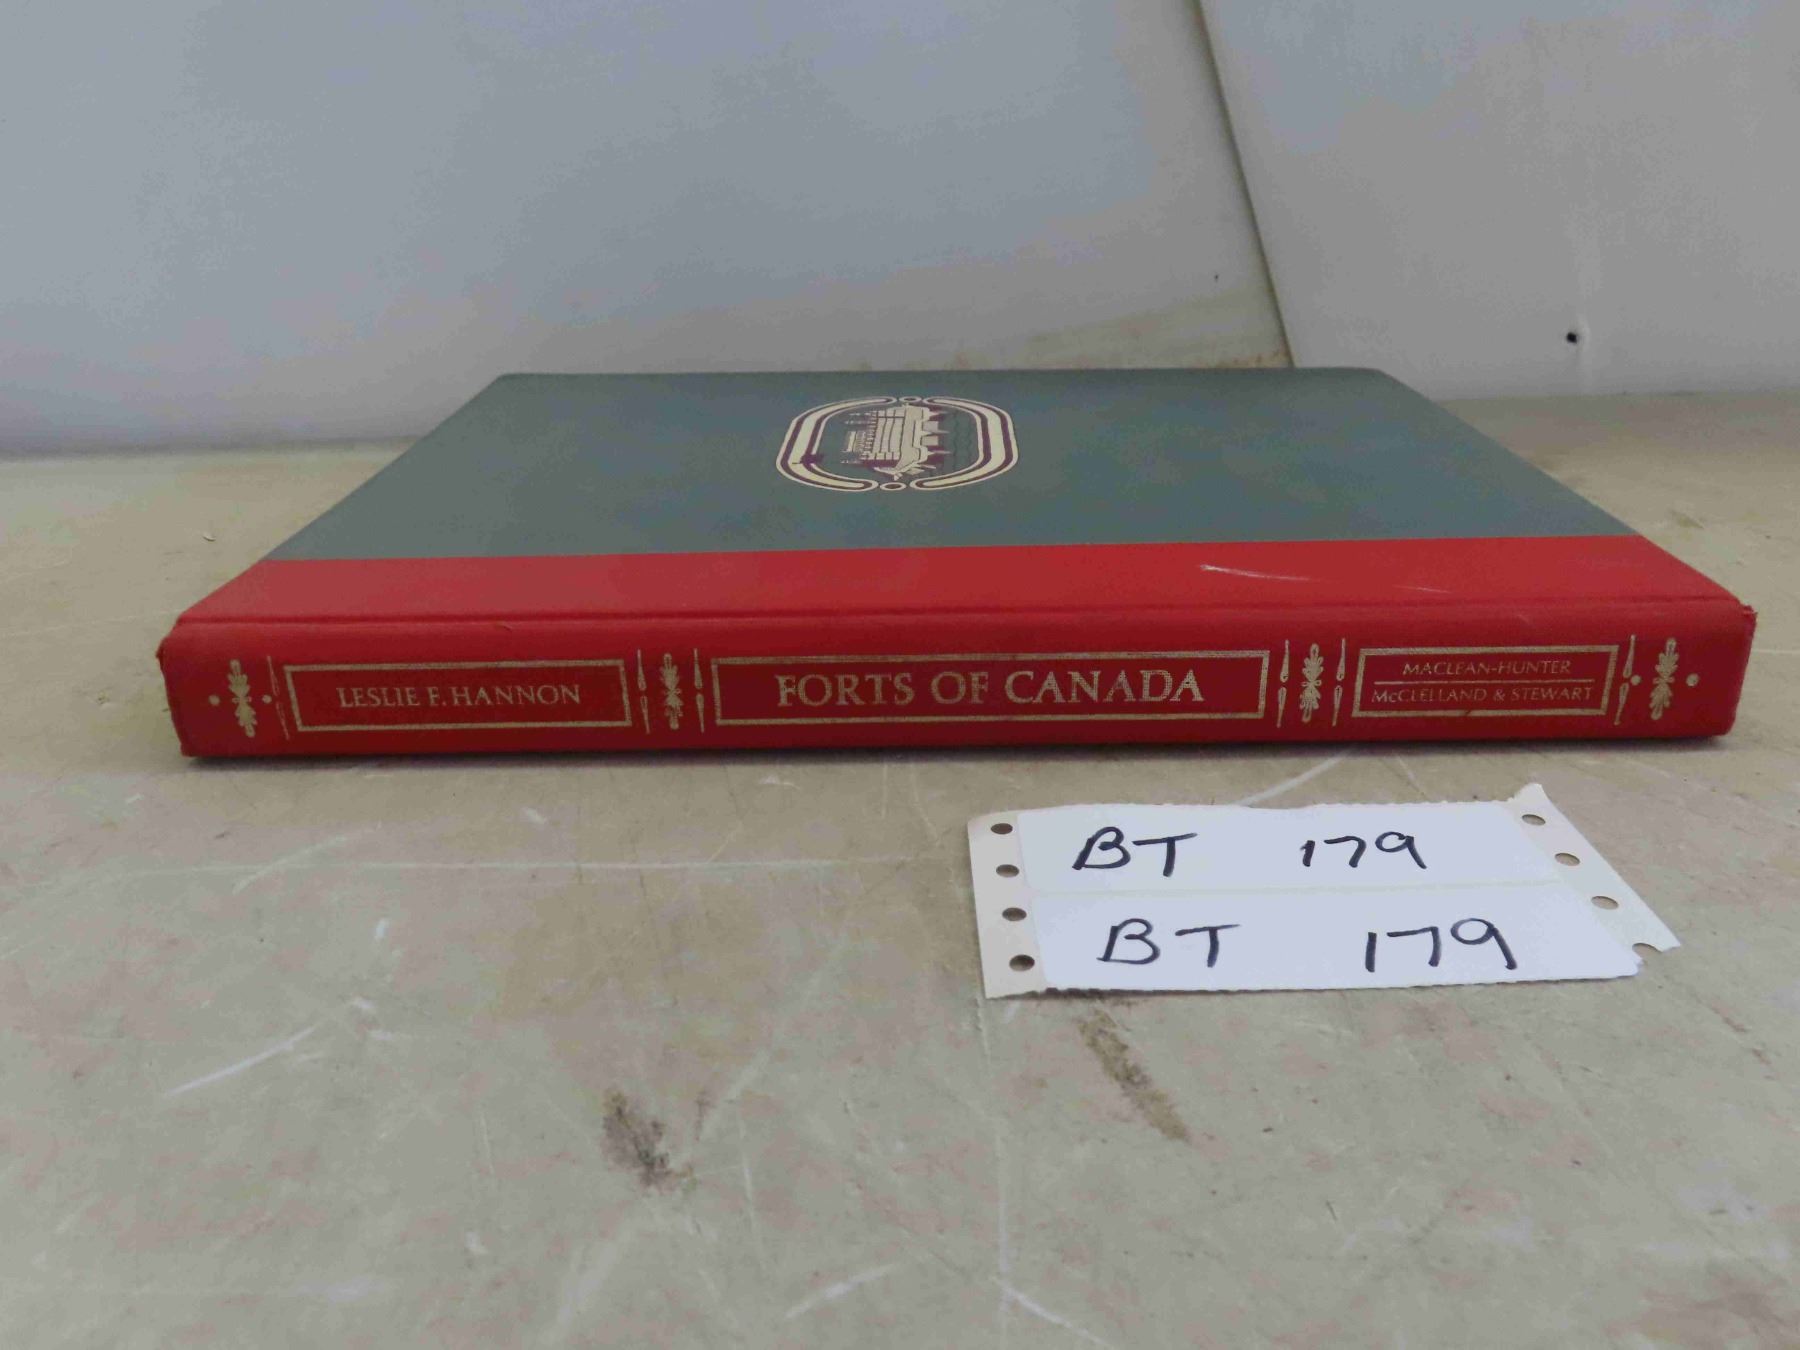 LESLIE F. HANNON
FORTS OF CANADA
MACLEAN-HUNTER
McCLELLAND & STEWART
BT 179
BT 179